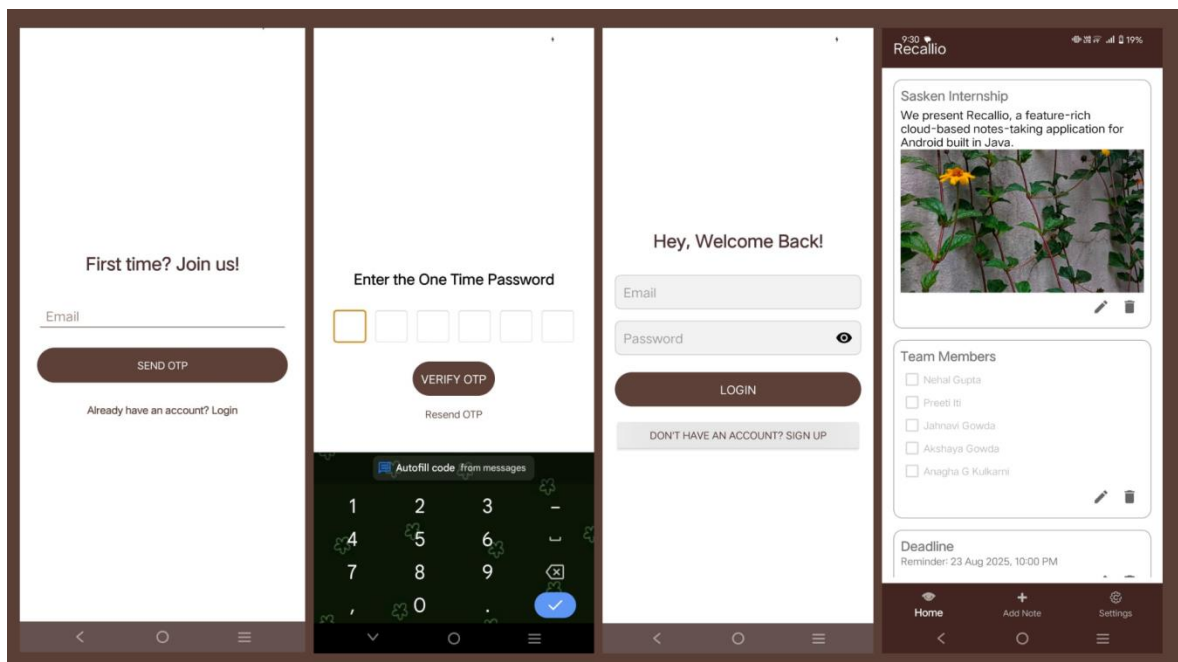 First time? Join us!
Email
SEND OTP
Already have an account? Login
Enter the One Time Password
VERIFY OTP
Resend OTP
Autofill code from messages
1 2 3 –
4 5 6
7 8 9
, 0 .
Hey, Welcome Back!
Email
Password
LOGIN
DON'T HAVE AN ACCOUNT? SIGN UP
9:30 19%
Recallio
Sasken Internship
We present Recallio, a feature-rich
cloud-based notes-taking application for
Android built in Java.
Team Members
Nehal Gupta
Preeti Iti
Jahnavi Gowda
Akshaya Gowda
Anagha G Kulkarni
Deadline
Reminder: 23 Aug 2025, 10:00 PM
Home Add Note Settings